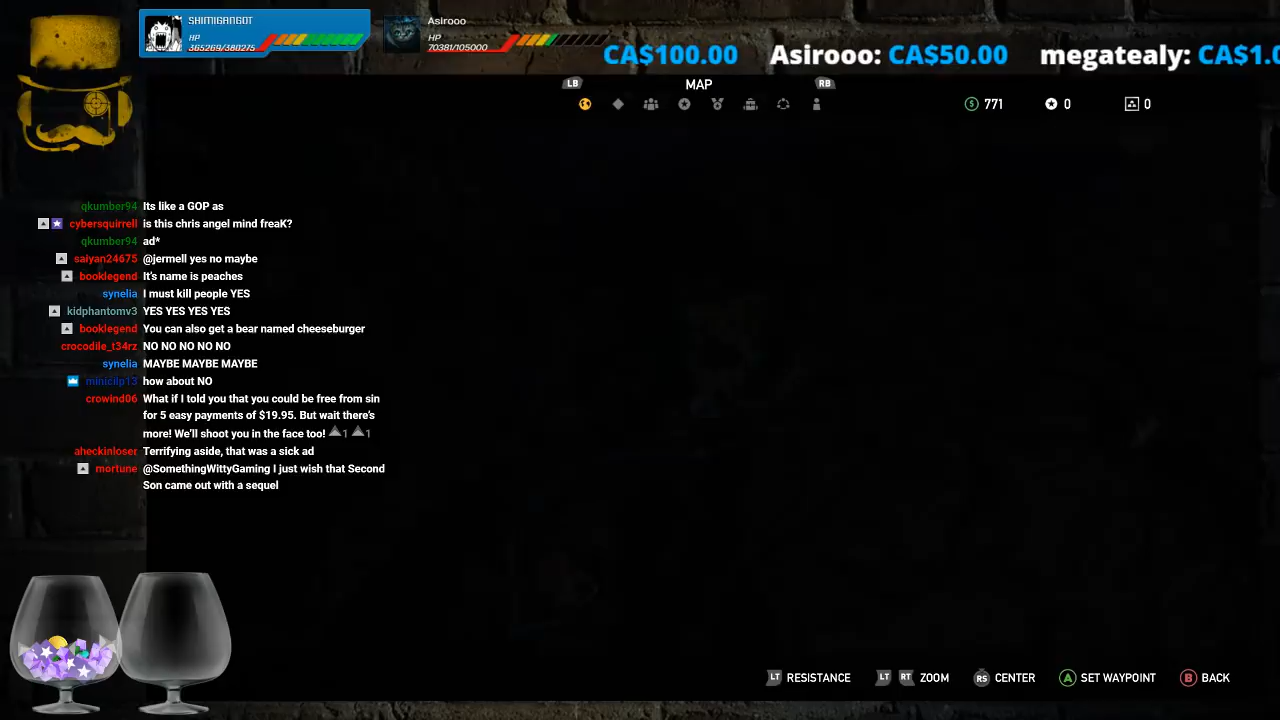 SHIMIGANGOT
HP
365269/380275
Asirooo
HP
70381/105000
CA$100.00 Asirooo: CA$50.00 megatealy: CA$1.0
LB MAP RB
$ 771 0 0
qkumber94 Its like a GOP as
cybersquirrell is this chris angel mind freaK?
qkumber94 ad*
saiyan24675 @jermell yes no maybe
booklegend It's name is peaches
synelia I must kill people YES
kidphantomv3 YES YES YES YES
booklegend You can also get a bear named cheeseburger
crocodile_t34rz NO NO NO NO NO
synelia MAYBE MAYBE MAYBE
miniclip13 how about NO
crowind06 What if I told you that you could be free from sin
for 5 easy payments of $19.95. But wait there's
more! We'll shoot you in the face too! 1 1
aheckinloser Terrifying aside, that was a sick ad
mortune @SomethingWittyGaming I just wish that Second
Son came out with a sequel
LT RESISTANCE LT RT ZOOM RS CENTER A SET WAYPOINT B BACK